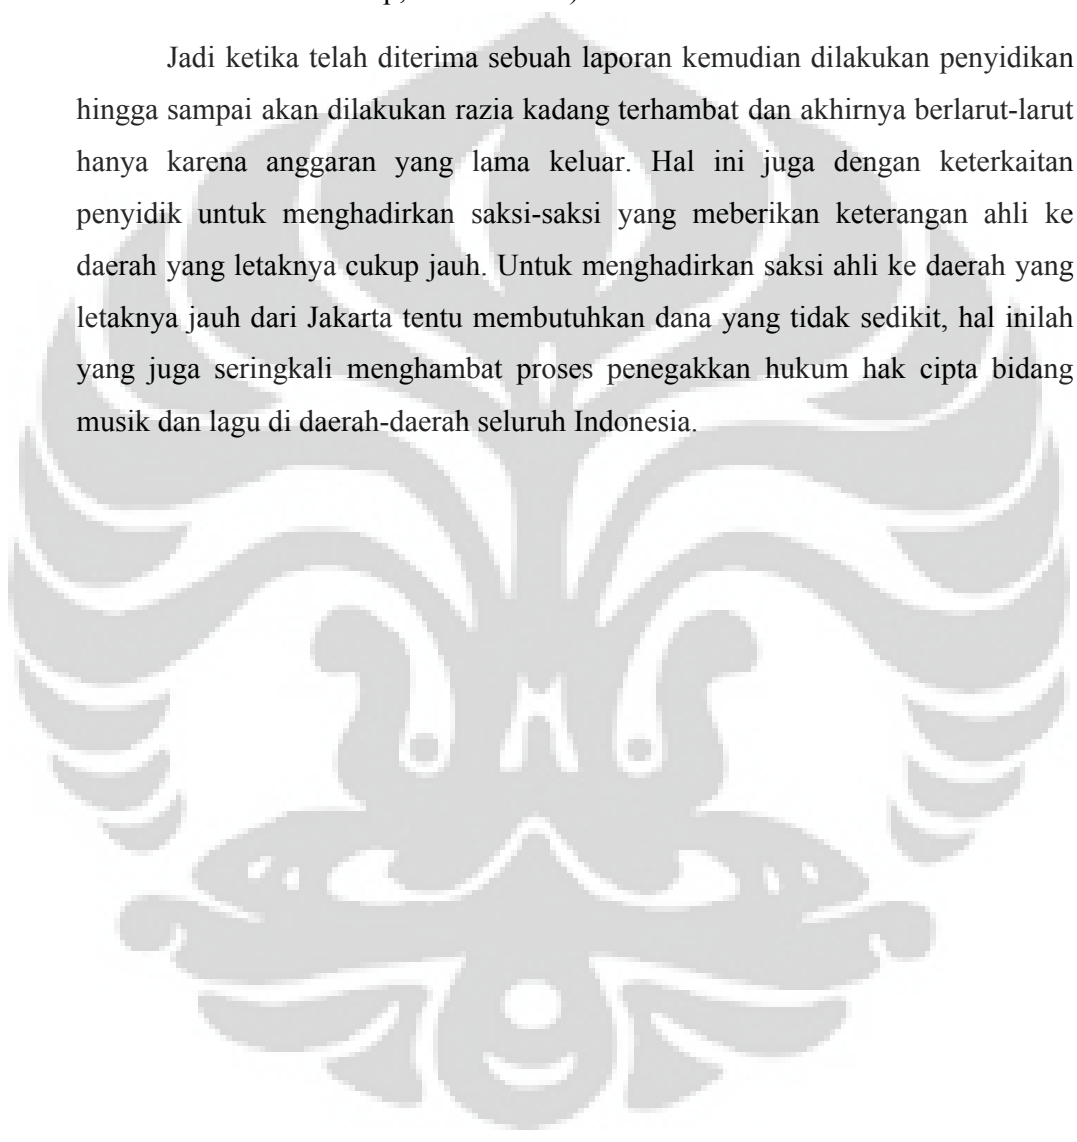 Jadi ketika telah diterima sebuah laporan kemudian dilakukan penyidikan
hingga sampai akan dilakukan razia kadang terhambat dan akhirnya berlarut-larut
hanya karena anggaran yang lama keluar. Hal ini juga dengan keterkaitan
penyidik untuk menghadirkan saksi-saksi yang meberikan keterangan ahli ke
daerah yang letaknya cukup jauh. Untuk menghadirkan saksi ahli ke daerah yang
letaknya jauh dari Jakarta tentu membutuhkan dana yang tidak sedikit, hal inilah
yang juga seringkali menghambat proses penegakkan hukum hak cipta bidang
musik dan lagu di daerah-daerah seluruh Indonesia.